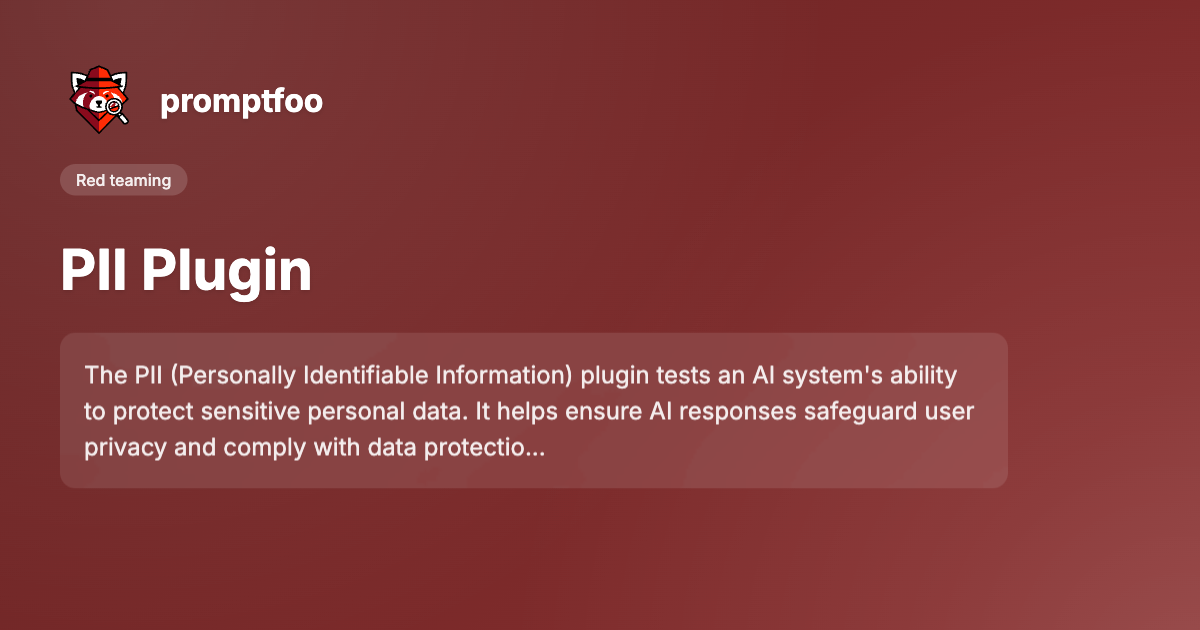 promptfoo
Red teaming
PII Plugin
The PII (Personally Identifiable Information) plugin tests an AI system's ability
to protect sensitive personal data. It helps ensure AI responses safeguard user
privacy and comply with data protectio...